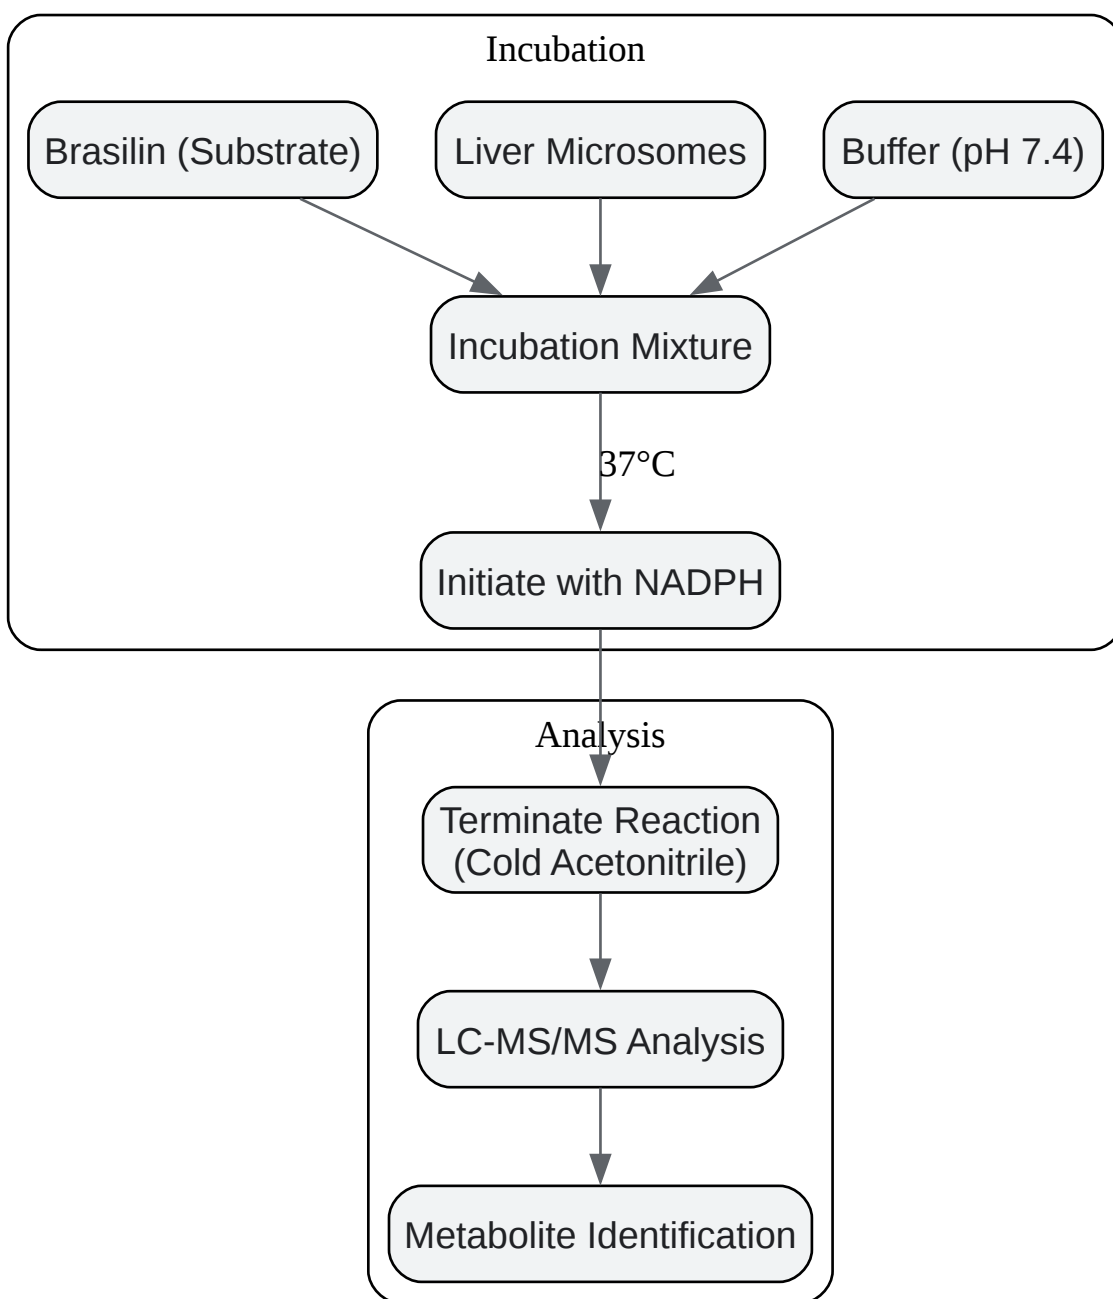 Incubation
Brasilin (Substrate)
Liver Microsomes
Buffer (pH 7.4)
Incubation Mixture
37°C
Initiate with NADPH
Analysis
Terminate Reaction
(Cold Acetonitrile)
LC-MS/MS Analysis
Metabolite Identification